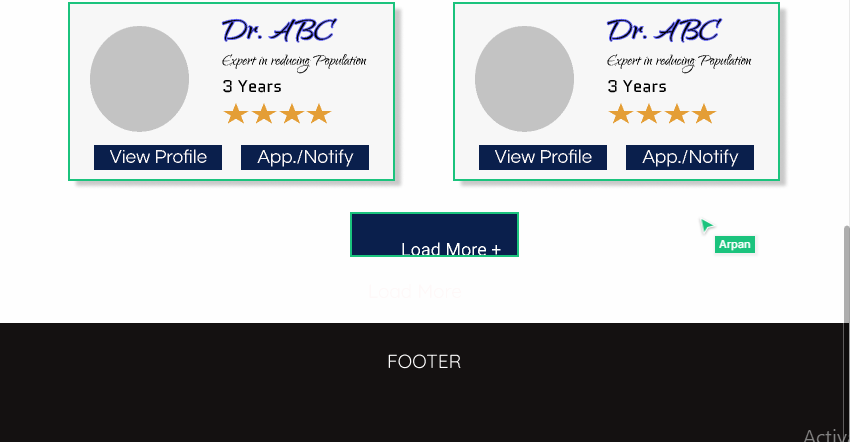 Dr. ABC
Expert in reducing Population
3 Years
View Profile App./Notify
Dr. ABC
Expert in reducing Population
3 Years
View Profile App./Notify
Load More +
Arpan
Load More
FOOTER
Activ